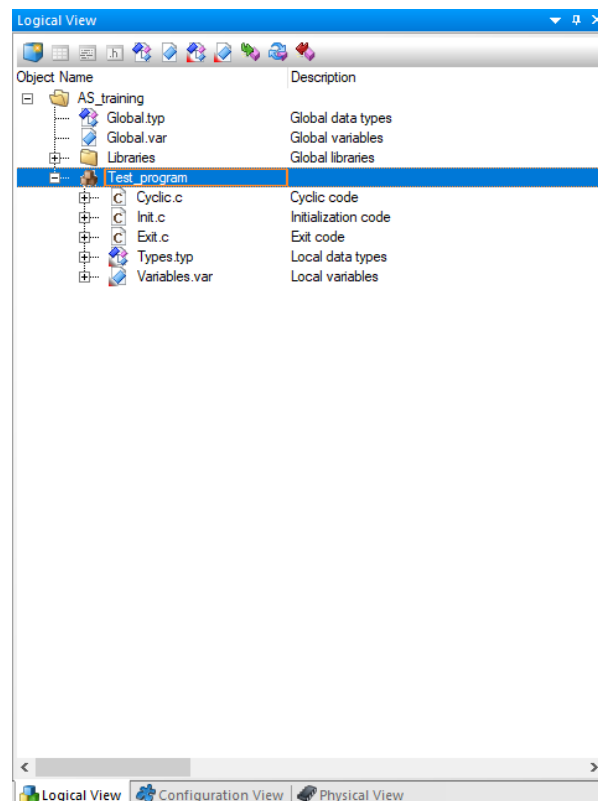 Logical View
Object Name Description
AS_training
Global.typ Global data types
Global.var Global variables
Libraries Global libraries
Test_program
Cyclic.c Cyclic code
Init.c Initialization code
Exit.c Exit code
Types.typ Local data types
Variables.var Local variables
Logical View Configuration View Physical View